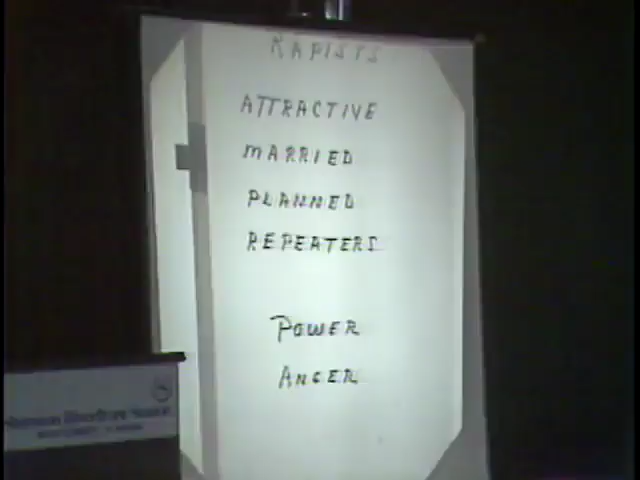 RAPISTS
ATTRACTIVE
MARRIED
PLANNED
REPEATERS
POWER
ANGER